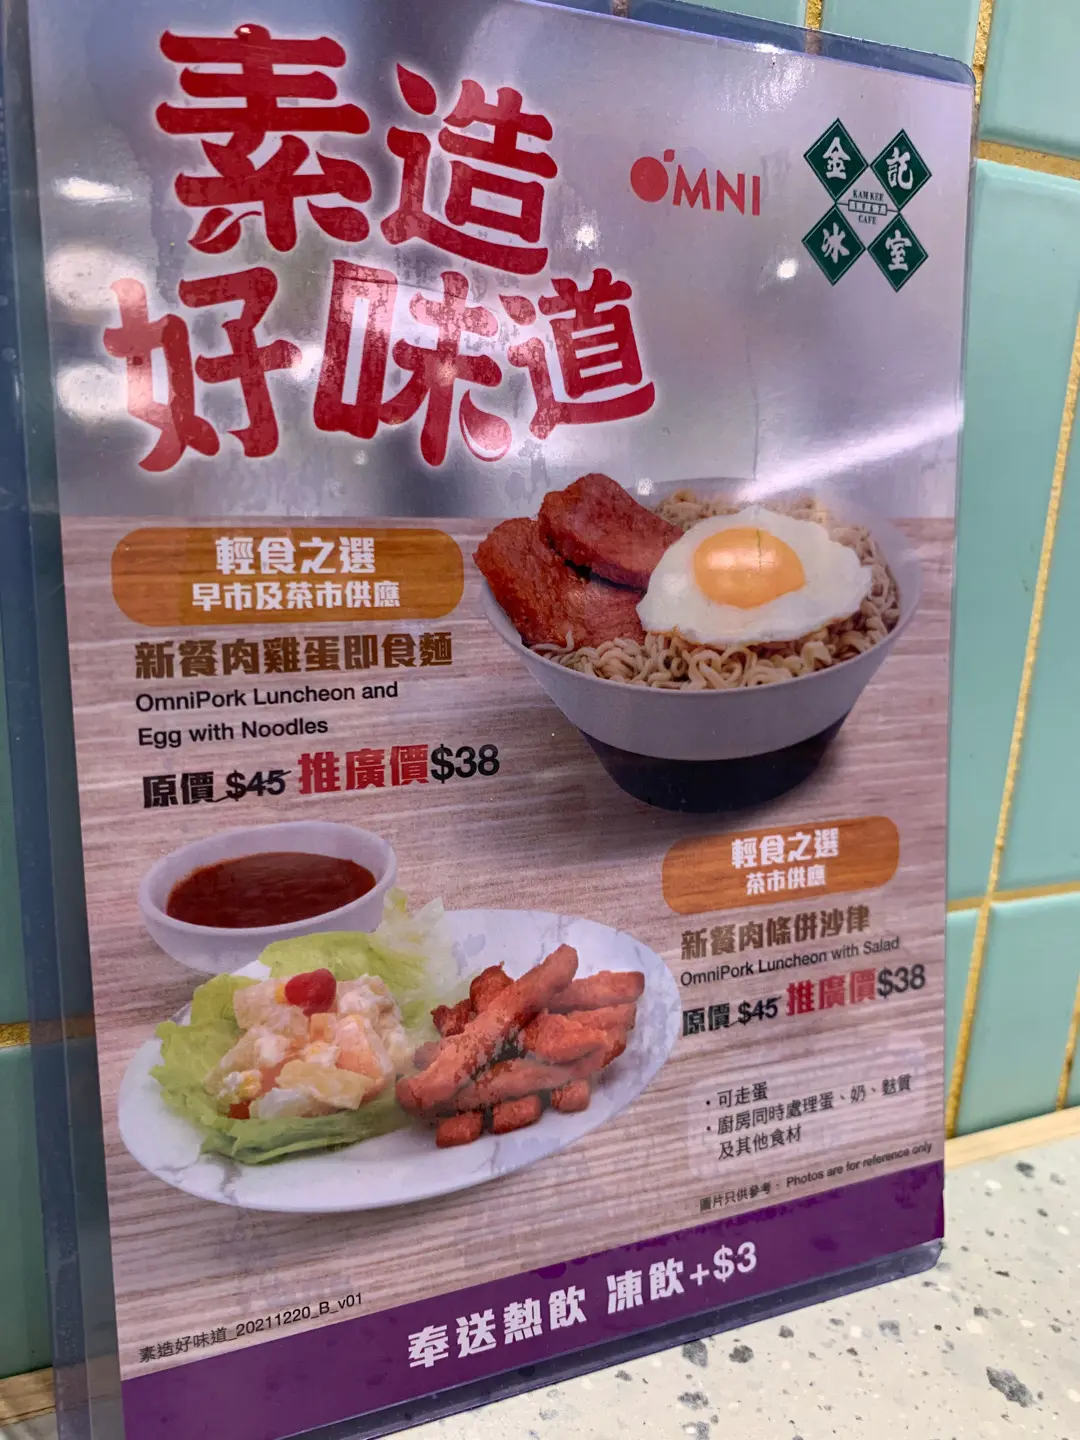 素造
好味道
OMNI
金記
KAM KEE
1967
CAFE
冰室
輕食之選
早市及茶市供應
新餐肉雞蛋即食麵
OmniPork Luncheon and
Egg with Noodles
原價 $45 推廣價$38
輕食之選
茶市供應
新餐肉條併沙律
OmniPork Luncheon with Salad
原價 $45 推廣價$38
・可走蛋
・廚房同時處理蛋、奶、麩質
及其他食材
圖片只供參考。 Photos are for reference only
奉送熱飲 凍飲+$3
素造好味道_20211220_B_v01